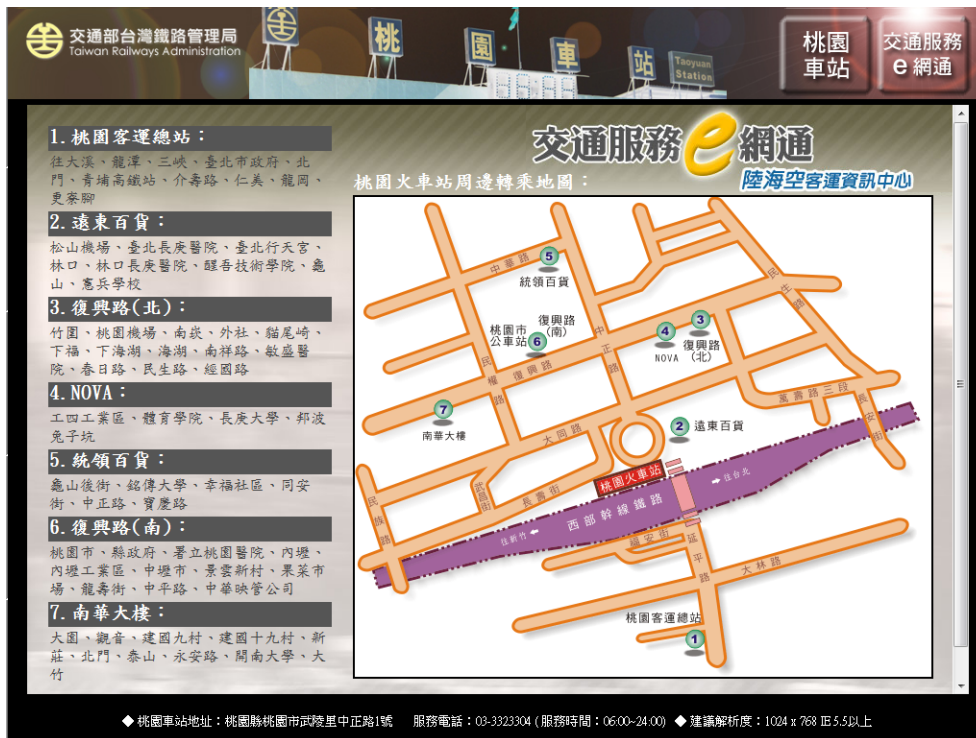 交通部台灣鐵路管理局
Taiwan Railways Administration
桃園車站
Taoyuan
Station
桃園
車站
交通服務
e 網通
交通服務e網通
陸海空客運資訊中心
1.桃園客運總站：
往大溪、龍潭、三峽、臺北市政府、北
門、青埔高鐵站、介壽路、仁美、龍岡、
更寮腳
2.遠東百貨：
松山機場、臺北長庚醫院、臺北行天宮、
林口、林口長庚醫院、醒吾技術學院、龜
山、憲兵學校
3.復興路(北)：
竹圍、桃園機場、南崁、外社、貓尾崎、
下福、下海湖、海湖、南祥路、敏盛醫
院、春日路、民生路、經國路
4.NOVA：
工四工業區、體育學院、長庚大學、邦波
兔子坑
5.統領百貨：
龜山後街、銘傳大學、幸福社區、同安
街、中正路、寶慶路
6.復興路(南)：
桃園市、縣政府、署立桃園醫院、內壢、
內壢工業區、中壢市、景雲新村、果菜市
場、龍壽街、中平路、中華映管公司
7.南華大樓：
大園、觀音、建國九村、建國十九村、新
莊、北門、泰山、永安路、開南大學、大
竹
桃園火車站周邊轉乘地圖：
中華路
5
統領百貨
民生路
復興路
(南)
桃園市
公車站
6
中正路
4
NOVA
3
復興路
(北)
民權路
復興路
7
南華大樓
大同路
2
遠東百貨
萬壽路三段
長安街
武昌街
長壽街
桃園火車站
往台北
西部幹線鐵路
往新竹
民族路
福安街
延平路
大林路
桃園客運總站
1
◆桃園車站地址：桃園縣桃園市武陵里中正路1號 服務電話：03-3323304 (服務時間：06:00~24:00) ◆建議解析度：1024 x 768 IE5.5以上